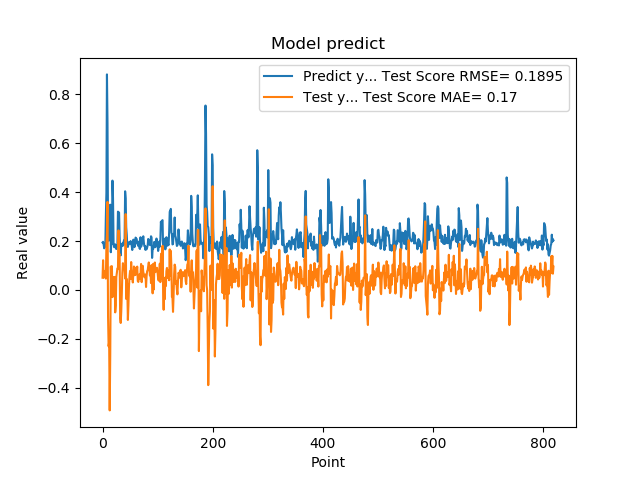 Model predict
Predict y... Test Score RMSE= 0.1895
Test y... Test Score MAE= 0.17
Real value
0.8
0.6
0.4
0.2
0.0
−0.2
−0.4
0 200 400 600 800
Point